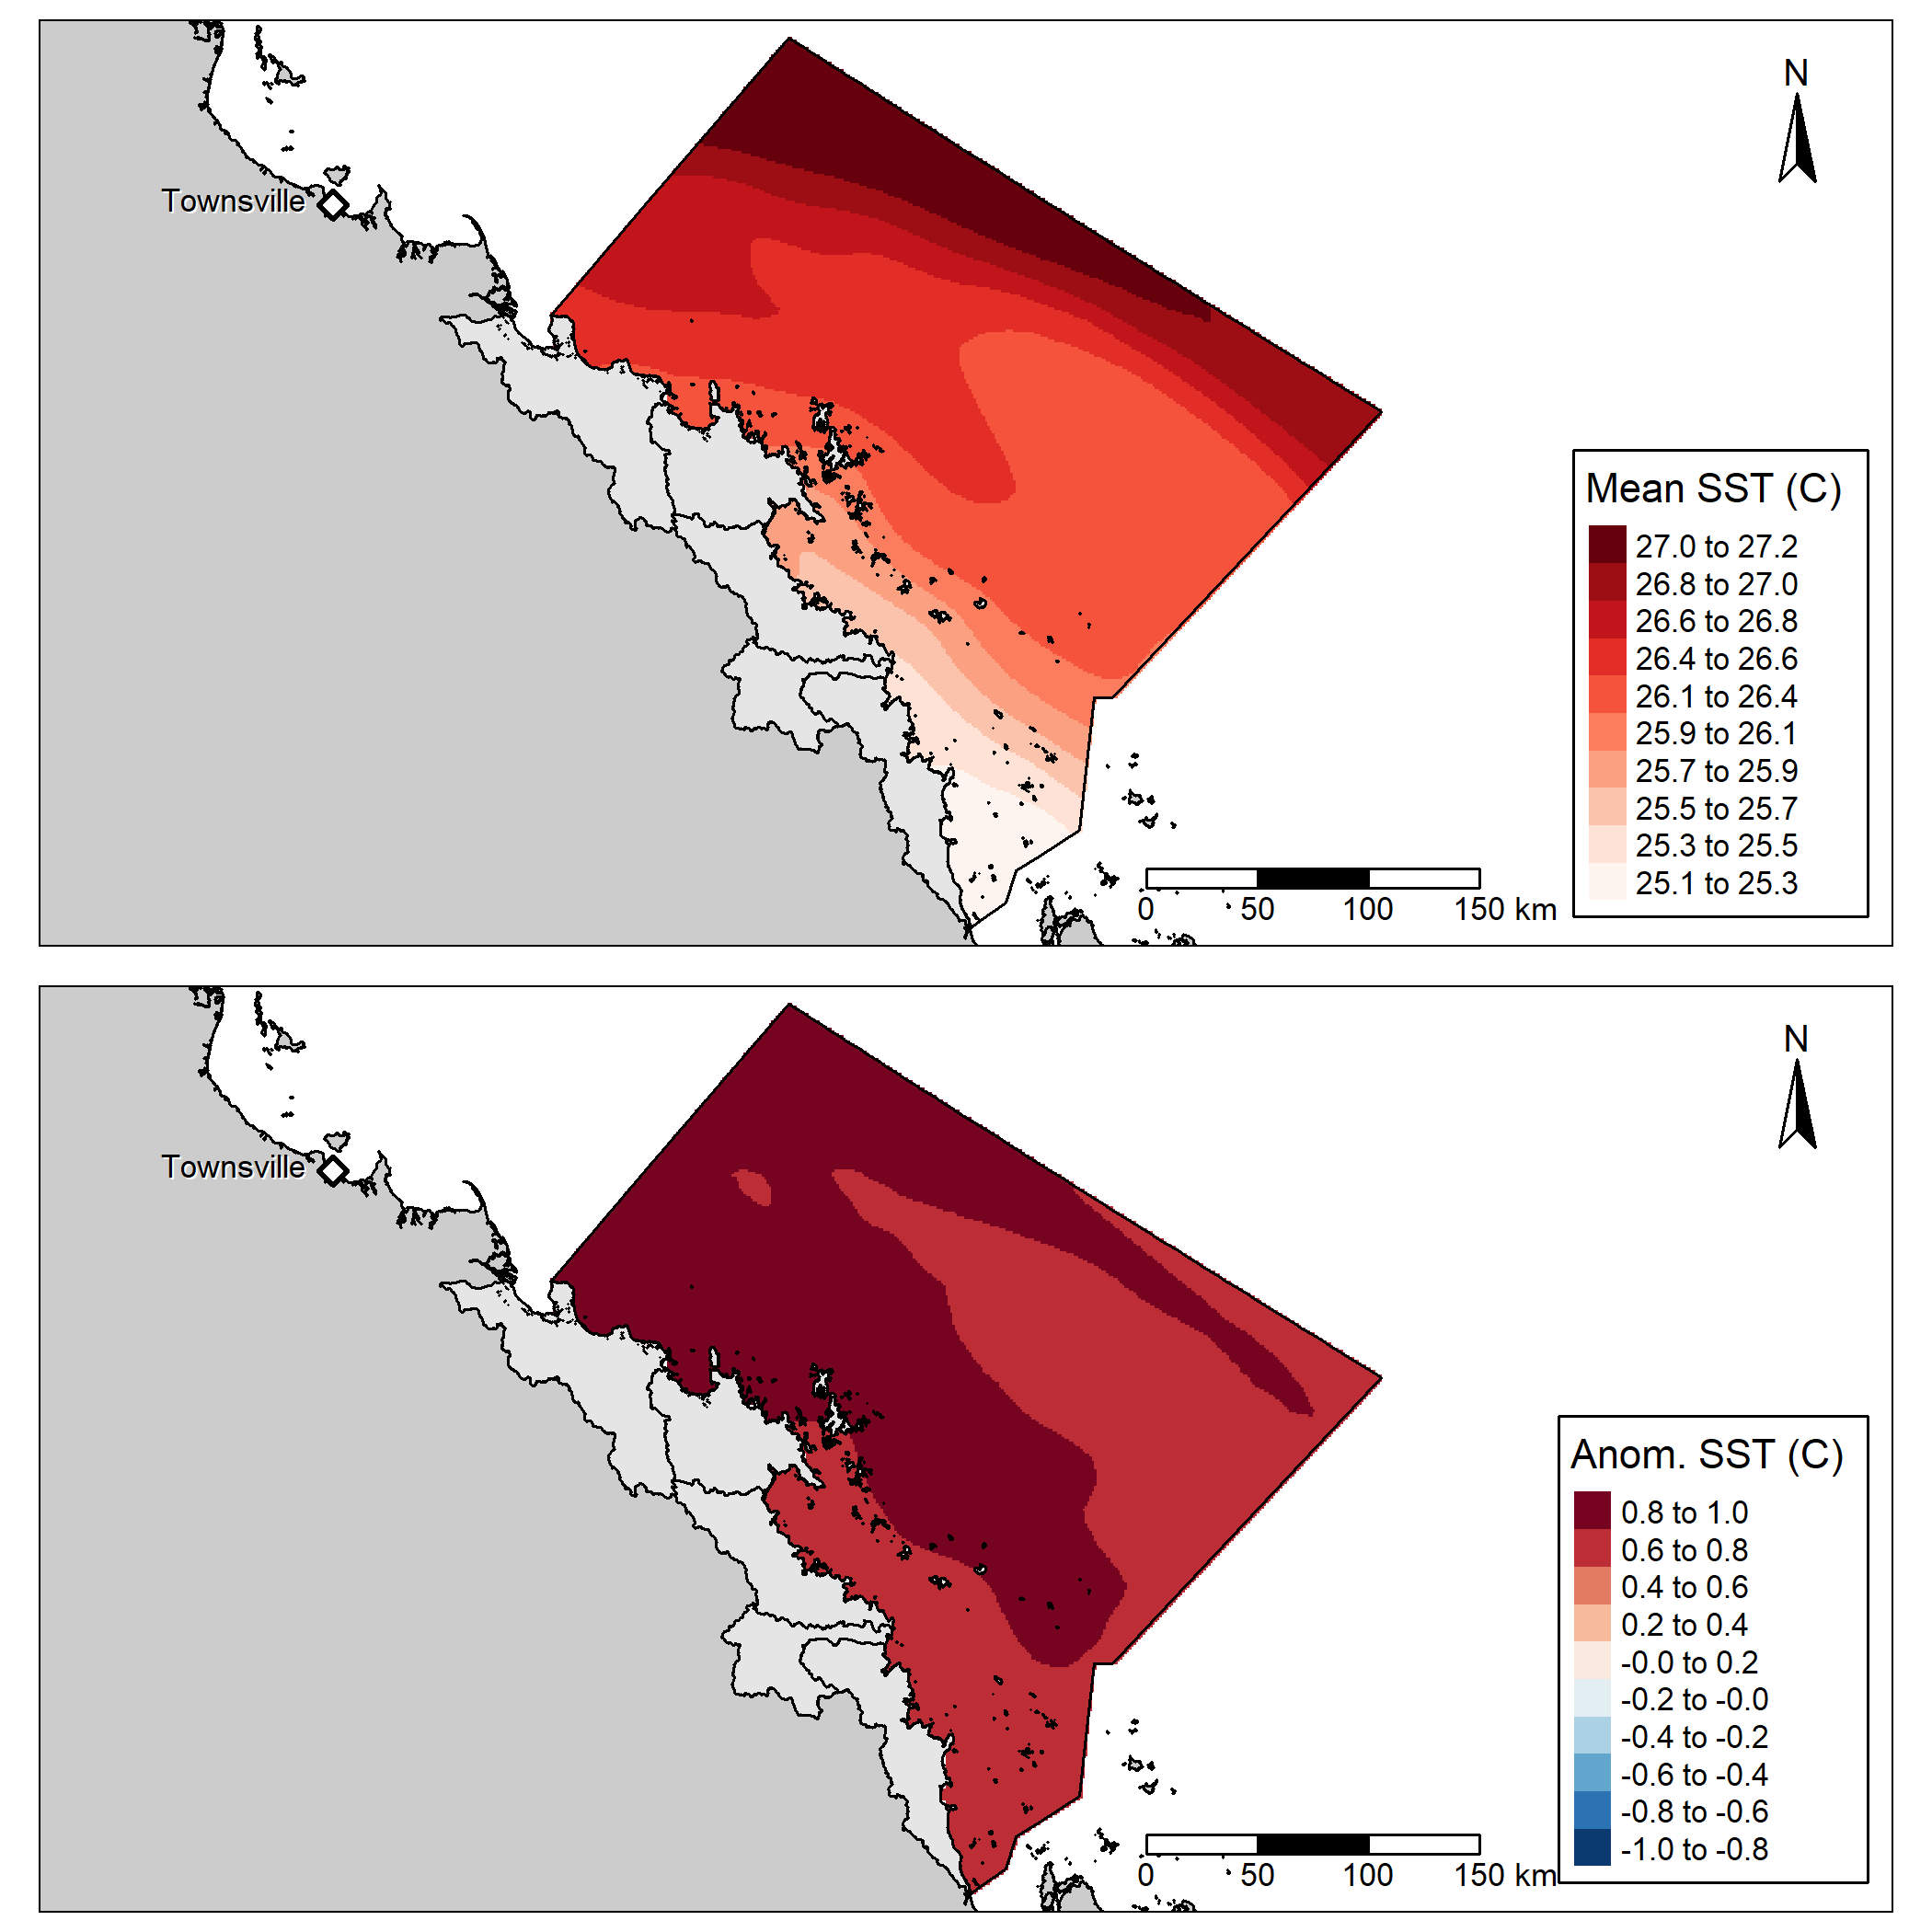 N
Townsville
Mean SST (C)
27.0 to 27.2
26.8 to 27.0
26.6 to 26.8
26.4 to 26.6
26.1 to 26.4
25.9 to 26.1
25.7 to 25.9
25.5 to 25.7
25.3 to 25.5
25.1 to 25.3
0 50 100 150 km
N
Townsville
Anom. SST (C)
0.8 to 1.0
0.6 to 0.8
0.4 to 0.6
0.2 to 0.4
-0.0 to 0.2
-0.2 to -0.0
-0.4 to -0.2
-0.6 to -0.4
-0.8 to -0.6
-1.0 to -0.8
0 50 100 150 km